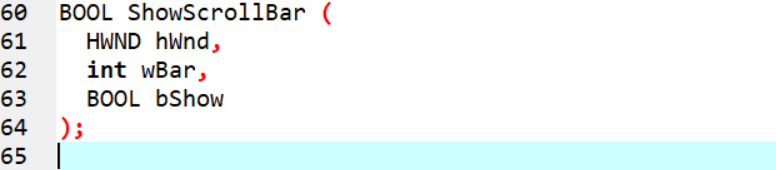 60 BOOL ShowScrollBar (
61   HWND hWnd,
62   int wBar,
63   BOOL bShow
64 );
65